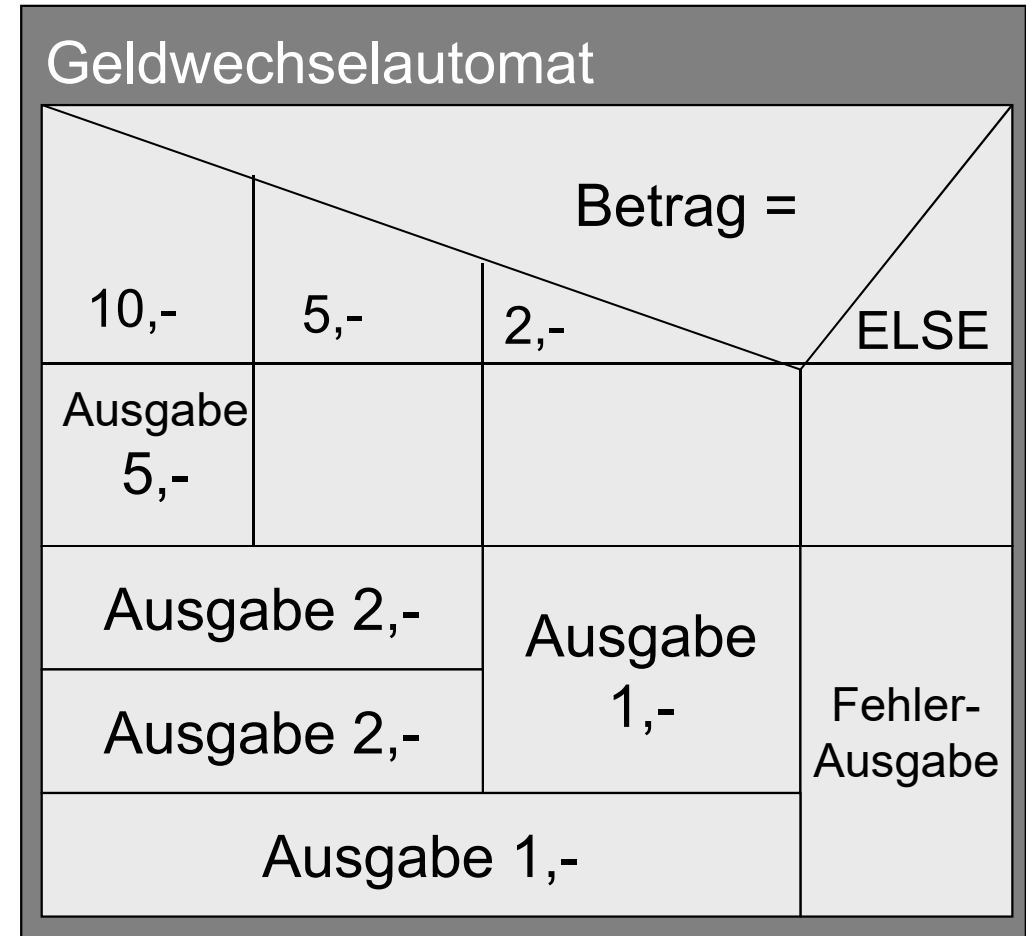 Geldwechselautomat
Betrag =
10,-
5,-
2,-
ELSE
Ausgabe
5,-
Ausgabe 2,-
Ausgabe
1,-
Ausgabe 2,-
Fehler-
Ausgabe
Ausgabe 1,-